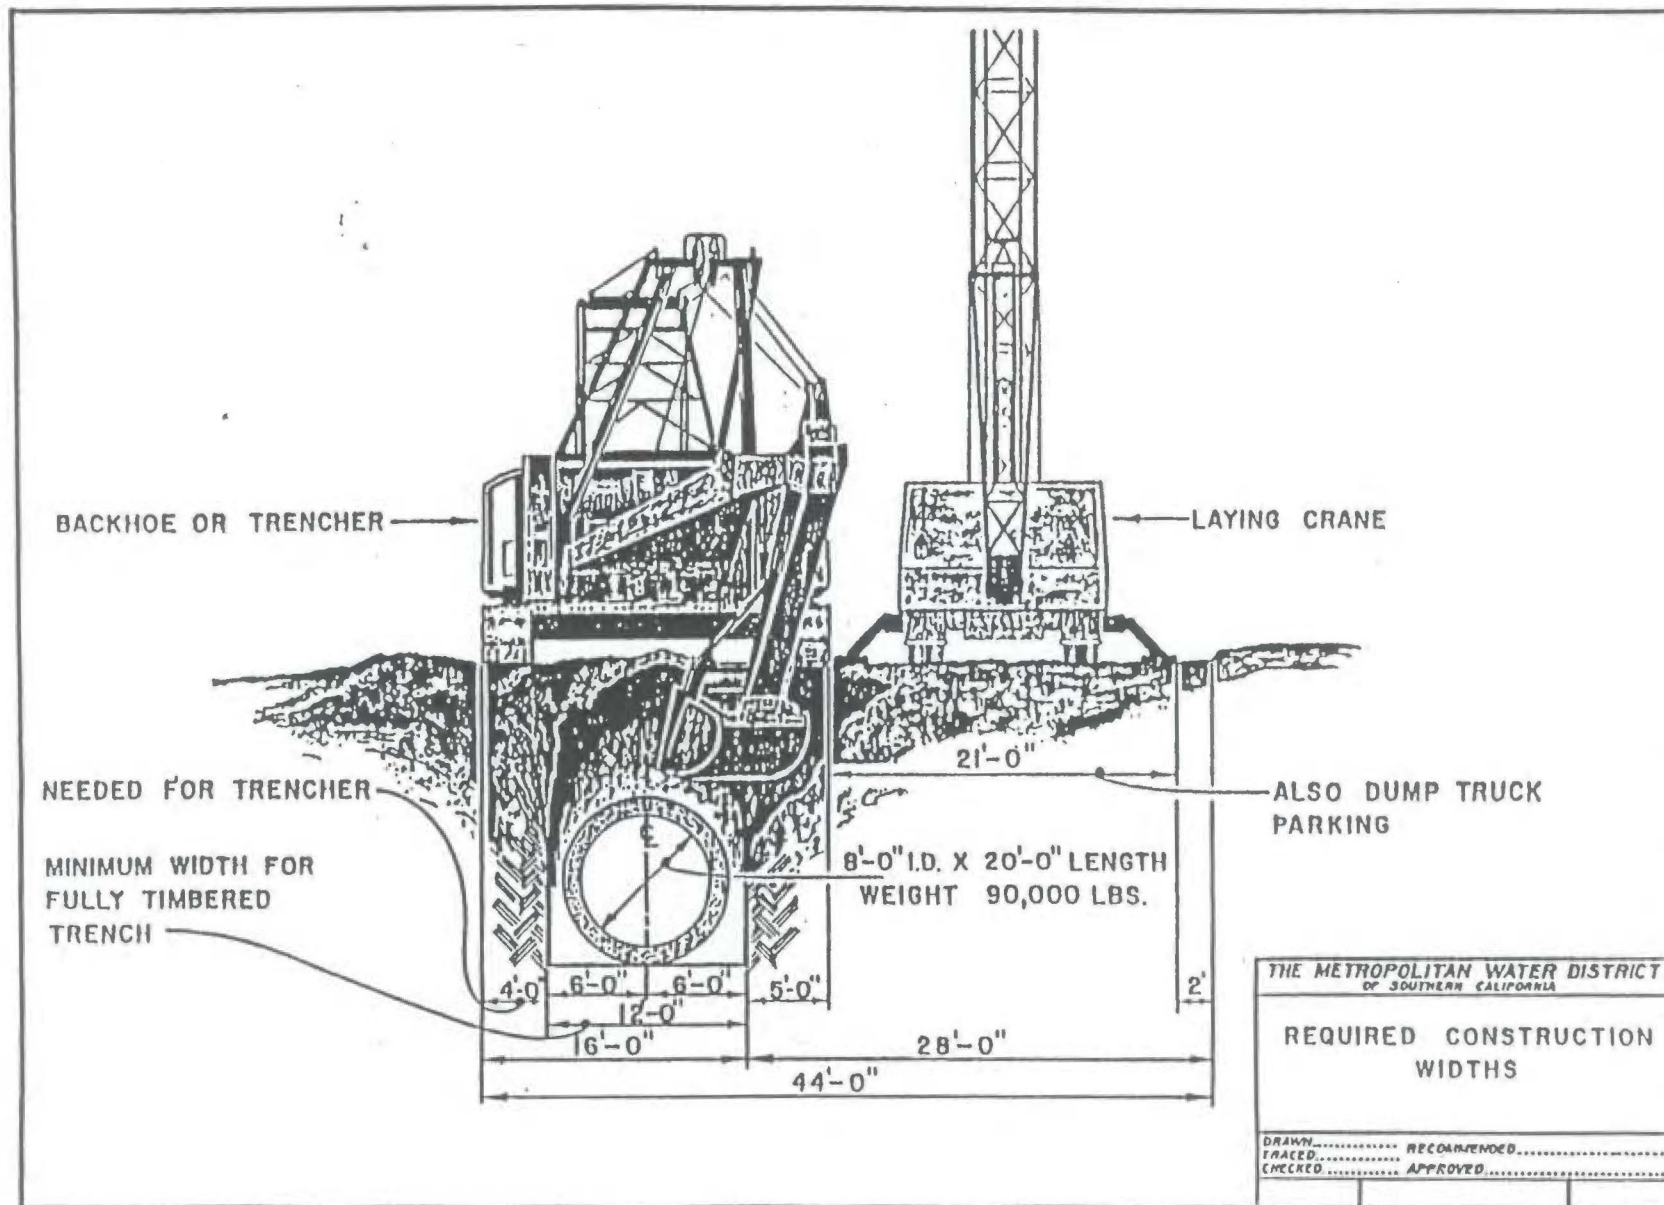 BACKHOE OR TRENCHER
LAYING CRANE
21'-0"
NEEDED FOR TRENCHER
ALSO DUMP TRUCK
PARKING
MINIMUM WIDTH FOR
FULLY TIMBERED
TRENCH
℄
8'-0" I.D. X 20'-0" LENGTH
WEIGHT 90,000 LBS.
4'-0" 6'-0" 6'-0" 5'-0" 2'
12'-0"
16'-0" 28'-0"
44'-0"
THE METROPOLITAN WATER DISTRICT
OF SOUTHERN CALIFORNIA
REQUIRED CONSTRUCTION
WIDTHS
DRAWN.............. RECOMMENDED......................
TRACED..............
CHECKED.............. APPROVED......................